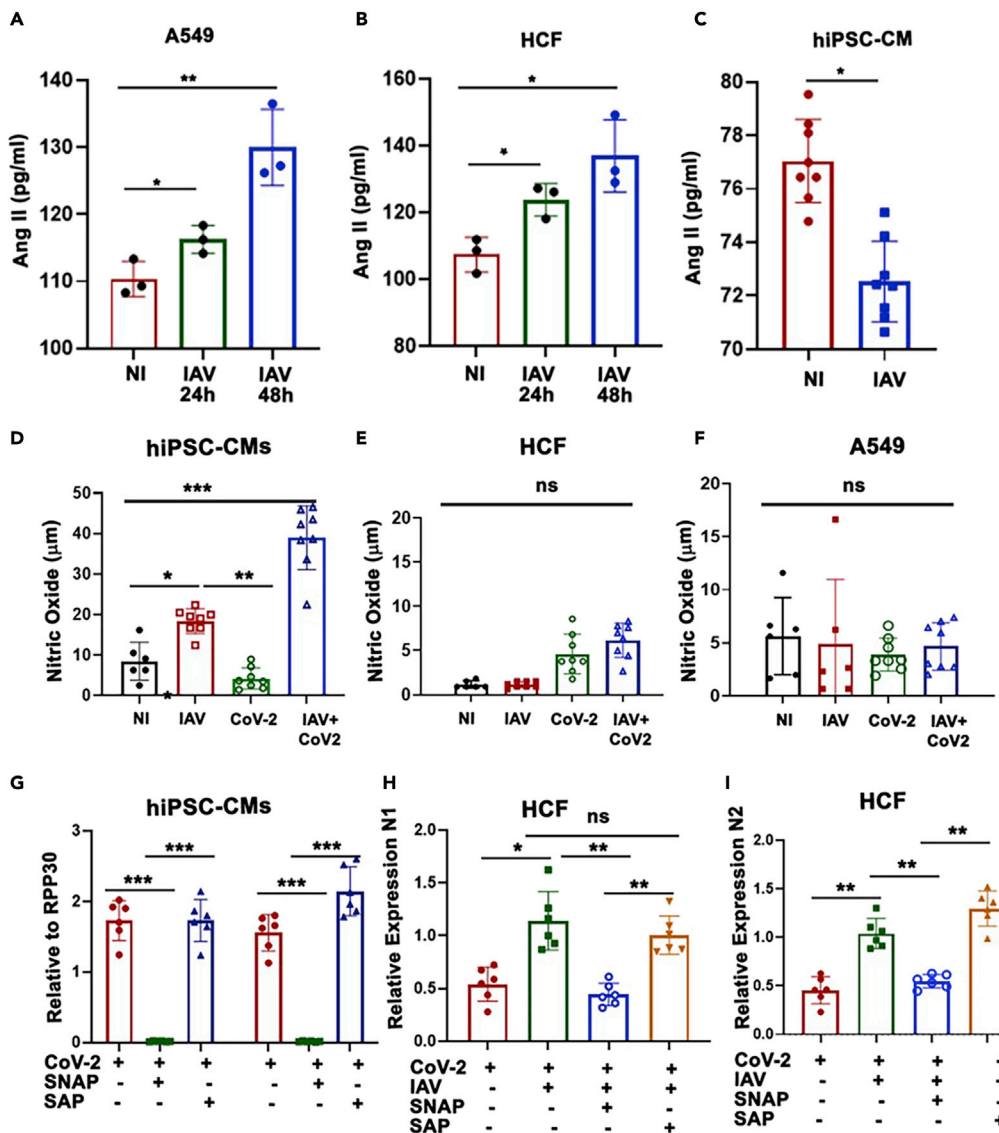 A
A549
Ang II (pg/ml)
140
130
120
110
100
**
*
NI
IAV
24h
IAV
48h
B
HCF
Ang II (pg/ml)
160
140
120
100
80
*
*
NI
IAV
24h
IAV
48h
C
hiPSC-CM
Ang II (pg/ml)
80
78
76
74
72
70
*
NI
IAV
D
hiPSC-CMs
Nitric Oxide (μm)
50
40
30
20
10
0
***
*
**
*
NI
IAV
CoV-2
IAV+
CoV2
E
HCF
Nitric Oxide (μm)
20
15
10
5
0
ns
NI
IAV
CoV-2
IAV+
CoV2
F
A549
Nitric Oxide (μm)
20
15
10
5
0
ns
NI
IAV
CoV-2
IAV+
CoV2
G
hiPSC-CMs
Relative to RPP30
3
2
1
0
***
***
***
***
CoV-2 + + + + + +
SNAP - + - - + -
SAP - - + - - +
H
HCF
Relative Expression N1
2.0
1.5
1.0
0.5
0.0
ns
*
**
**
CoV-2 + + + +
IAV - + + +
SNAP - - + -
SAP - - - +
I
HCF
Relative Expression N2
2.0
1.5
1.0
0.5
0.0
**
**
**
CoV-2 + + + +
IAV - + + +
SNAP - - + -
SAP - - - +